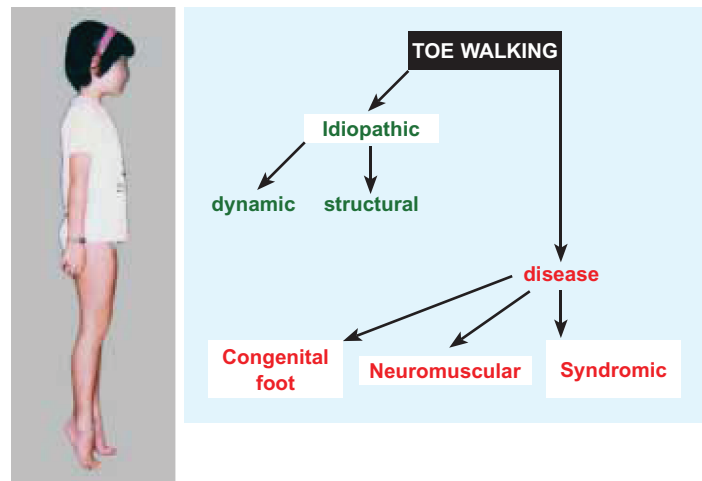 TOE WALKING
Idiopathic
dynamic
structural
disease
Congenital
foot
Neuromuscular
Syndromic